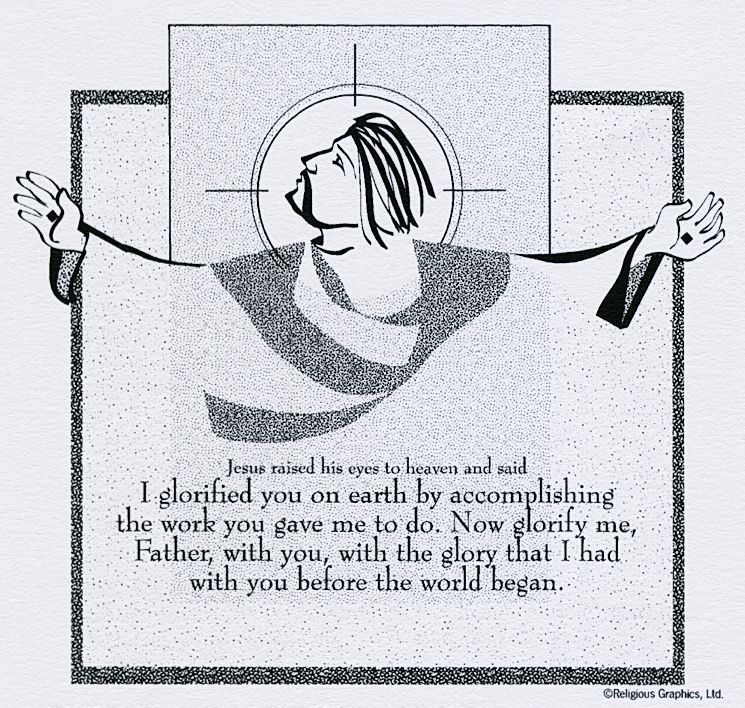 Jesus raised his eyes to heaven and said
I glorified you on earth by accomplishing
the work you gave me to do. Now glorify me,
Father, with you, with the glory that I had
with you before the world began.
©Religious Graphics, Ltd.